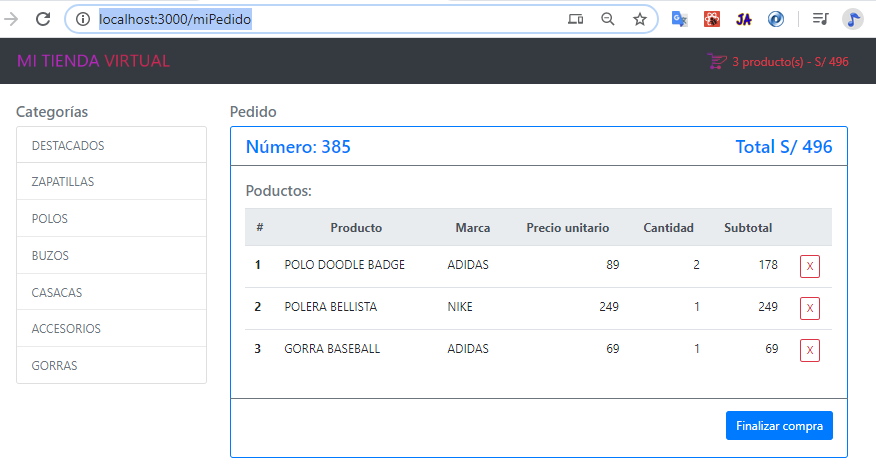 localhost:3000/miPedido
JA
MI TIENDA VIRTUAL
3 producto(s) - S/ 496
Categorías
DESTACADOS
ZAPATILLAS
POLOS
BUZOS
CASACAS
ACCESORIOS
GORRAS
Pedido
Número: 385 Total S/ 496
Poductos:
# Producto Marca Precio unitario Cantidad Subtotal
1 POLO DOODLE BADGE ADIDAS 89 2 178 X
2 POLERA BELLISTA NIKE 249 1 249 X
3 GORRA BASEBALL ADIDAS 69 1 69 X
Finalizar compra